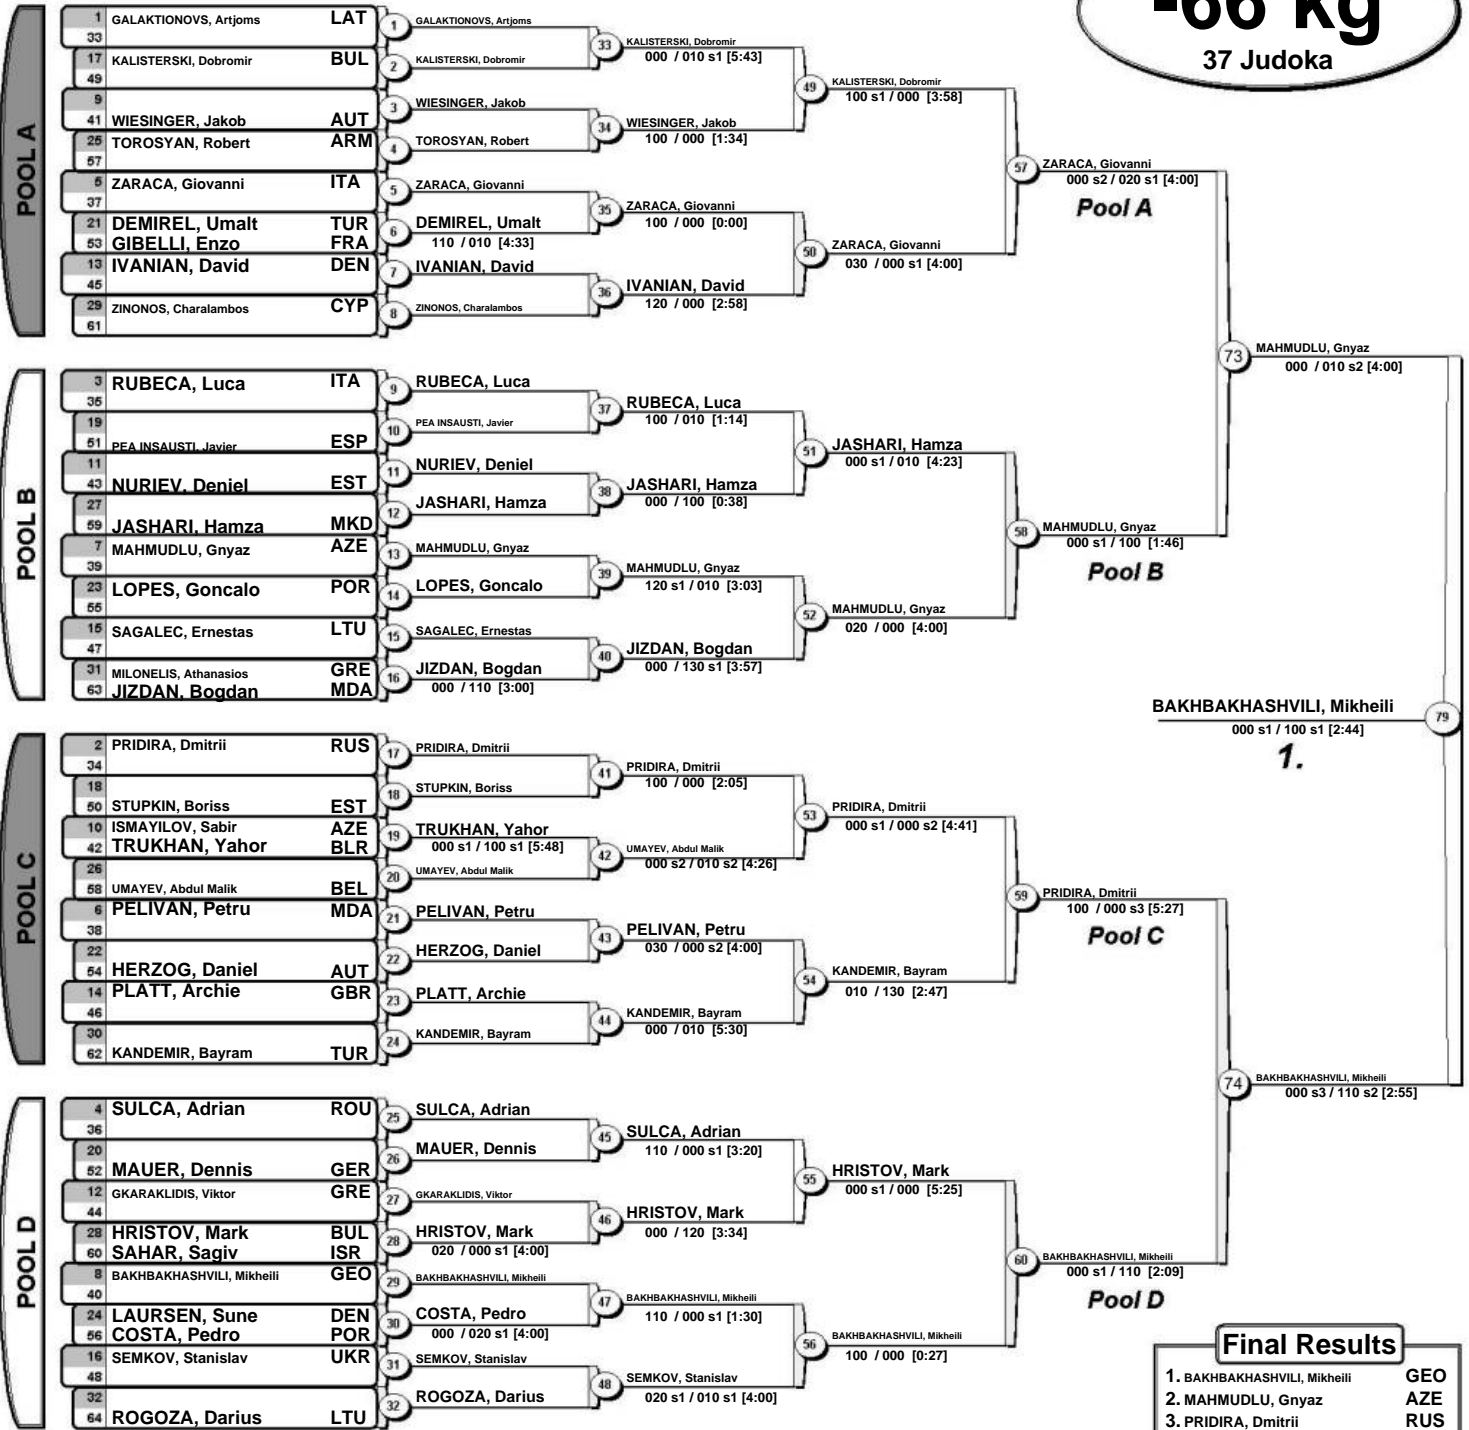 -66 kg
37 Judoka
POOL A
1 GALAKTIONOVS, Artjoms LAT
33
17 KALISTERSKI, Dobromir BUL
49
9
41 WIESINGER, Jakob AUT
25 TOROSYAN, Robert ARM
57
5 ZARACA, Giovanni ITA
37
21 DEMIREL, Umalt TUR
53 GIBELLI, Enzo FRA
13 IVANIAN, David DEN
45
29 ZINONOS, Charalambos CYP
61
1 GALAKTIONOVS, Artjoms
2 KALISTERSKI, Dobromir
3 WIESINGER, Jakob
4 TOROSYAN, Robert
5 ZARACA, Giovanni
6 DEMIREL, Umalt
110 / 010 [4:33]
7 IVANIAN, David
8 ZINONOS, Charalambos
33 KALISTERSKI, Dobromir
000 / 010 s1 [5:43]
34 WIESINGER, Jakob
100 / 000 [1:34]
35 ZARACA, Giovanni
100 / 000 [0:00]
36 IVANIAN, David
120 / 000 [2:58]
49 KALISTERSKI, Dobromir
100 s1 / 000 [3:58]
50 ZARACA, Giovanni
030 / 000 s1 [4:00]
57 ZARACA, Giovanni
000 s2 / 020 s1 [4:00]
Pool A
POOL B
3 RUBECA, Luca ITA
35
19
51 PEA INSAUSTI, Javier ESP
11
43 NURIEV, Deniel EST
27
59 JASHARI, Hamza MKD
7 MAHMUDLU, Gnyaz AZE
39
23 LOPES, Goncalo POR
55
15 SAGALEC, Ernestas LTU
47
31 MILONELIS, Athanasios GRE
63 JIZDAN, Bogdan MDA
9 RUBECA, Luca
10 PEA INSAUSTI, Javier
11 NURIEV, Deniel
12 JASHARI, Hamza
13 MAHMUDLU, Gnyaz
14 LOPES, Goncalo
15 SAGALEC, Ernestas
16 JIZDAN, Bogdan
000 / 110 [3:00]
37 RUBECA, Luca
100 / 010 [1:14]
38 JASHARI, Hamza
000 / 100 [0:38]
39 MAHMUDLU, Gnyaz
120 s1 / 010 [3:03]
40 JIZDAN, Bogdan
000 / 130 s1 [3:57]
51 JASHARI, Hamza
000 s1 / 010 [4:23]
52 MAHMUDLU, Gnyaz
020 / 000 [4:00]
58 MAHMUDLU, Gnyaz
000 s1 / 100 [1:46]
Pool B
73 MAHMUDLU, Gnyaz
000 / 010 s2 [4:00]
BAKHBAKHASHVILI, Mikheili 79
000 s1 / 100 s1 [2:44]
1.
POOL C
2 PRIDIRA, Dmitrii RUS
34
18
50 STUPKIN, Boriss EST
10 ISMAYILOV, Sabir AZE
42 TRUKHAN, Yahor BLR
26
58 UMAYEV, Abdul Malik BEL
6 PELIVAN, Petru MDA
38
22
54 HERZOG, Daniel AUT
14 PLATT, Archie GBR
46
30
62 KANDEMIR, Bayram TUR
17 PRIDIRA, Dmitrii
18 STUPKIN, Boriss
19 TRUKHAN, Yahor
000 s1 / 100 s1 [5:48]
20 UMAYEV, Abdul Malik
21 PELIVAN, Petru
22 HERZOG, Daniel
23 PLATT, Archie
24 KANDEMIR, Bayram
41 PRIDIRA, Dmitrii
100 / 000 [2:05]
42 UMAYEV, Abdul Malik
000 s2 / 010 s2 [4:26]
43 PELIVAN, Petru
030 / 000 s2 [4:00]
44 KANDEMIR, Bayram
000 / 010 [5:30]
53 PRIDIRA, Dmitrii
000 s1 / 000 s2 [4:41]
54 KANDEMIR, Bayram
010 / 130 [2:47]
59 PRIDIRA, Dmitrii
100 / 000 s3 [5:27]
Pool C
POOL D
4 SULCA, Adrian ROU
36
20
52 MAUER, Dennis GER
12 GKARAKLIDIS, Viktor GRE
44
28 HRISTOV, Mark BUL
60 SAHAR, Sagiv ISR
8 BAKHBAKHASHVILI, Mikheili GEO
40
24 LAURSEN, Sune DEN
56 COSTA, Pedro POR
16 SEMKOV, Stanislav UKR
48
32
64 ROGOZA, Darius LTU
25 SULCA, Adrian
26 MAUER, Dennis
27 GKARAKLIDIS, Viktor
28 HRISTOV, Mark
020 / 000 s1 [4:00]
29 BAKHBAKHASHVILI, Mikheili
30 COSTA, Pedro
000 / 020 s1 [4:00]
31 SEMKOV, Stanislav
32 ROGOZA, Darius
45 SULCA, Adrian
110 / 000 s1 [3:20]
46 HRISTOV, Mark
000 / 120 [3:34]
47 BAKHBAKHASHVILI, Mikheili
110 / 000 s1 [1:30]
48 SEMKOV, Stanislav
020 s1 / 010 s1 [4:00]
55 HRISTOV, Mark
000 s1 / 000 [5:25]
56 BAKHBAKHASHVILI, Mikheili
100 / 000 [0:27]
60 BAKHBAKHASHVILI, Mikheili
000 s1 / 110 [2:09]
Pool D
74 BAKHBAKHASHVILI, Mikheili
000 s3 / 110 s2 [2:55]
Final Results
1. BAKHBAKHASHVILI, Mikheili GEO
2. MAHMUDLU, Gnyaz AZE
3. PRIDIRA, Dmitrii RUS